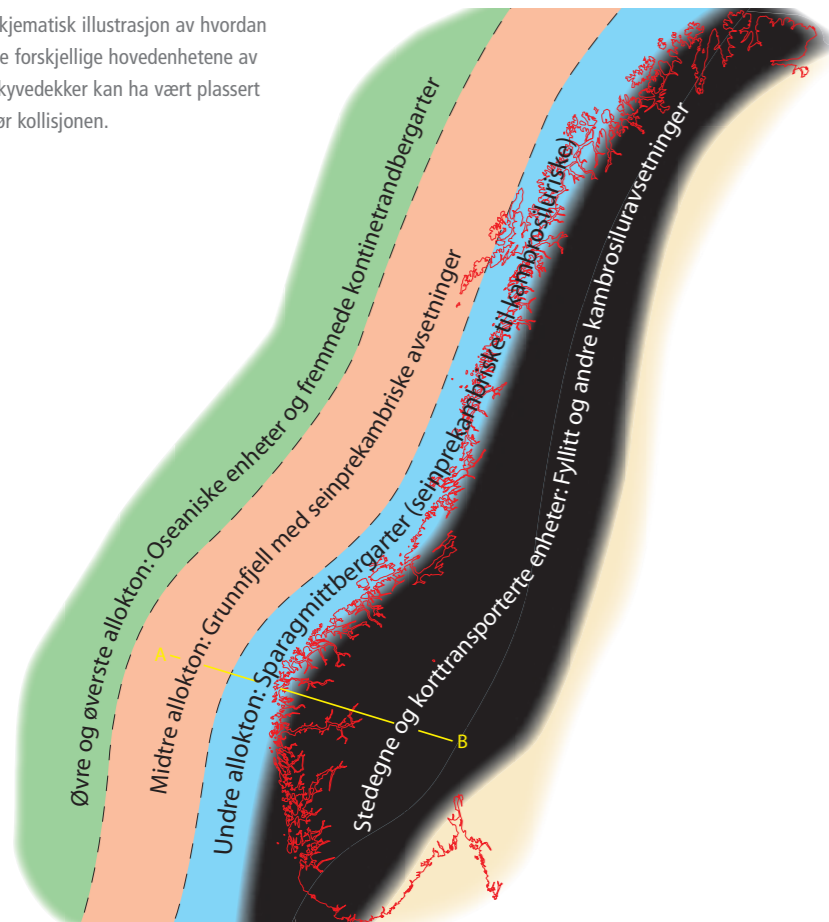 kjematisk illustrasjon av hvordan
e forskjellige hovedenhetene av
kyvedekker kan ha vært plassert
ør kollisjonen.
Øvre og øverste allokton: Oseaniske enheter og fremmede kontinetrandbergarter
Midtre allokton: Grunnfjell med seinprekambriske avsetninger
Undre allokton: Sparagmittbergarter (seinprekambriske til kambrosiluriske)
Stedegne og korttransporterte enheter: Fyllitt og andre kambrosiluravsetninger
A
B